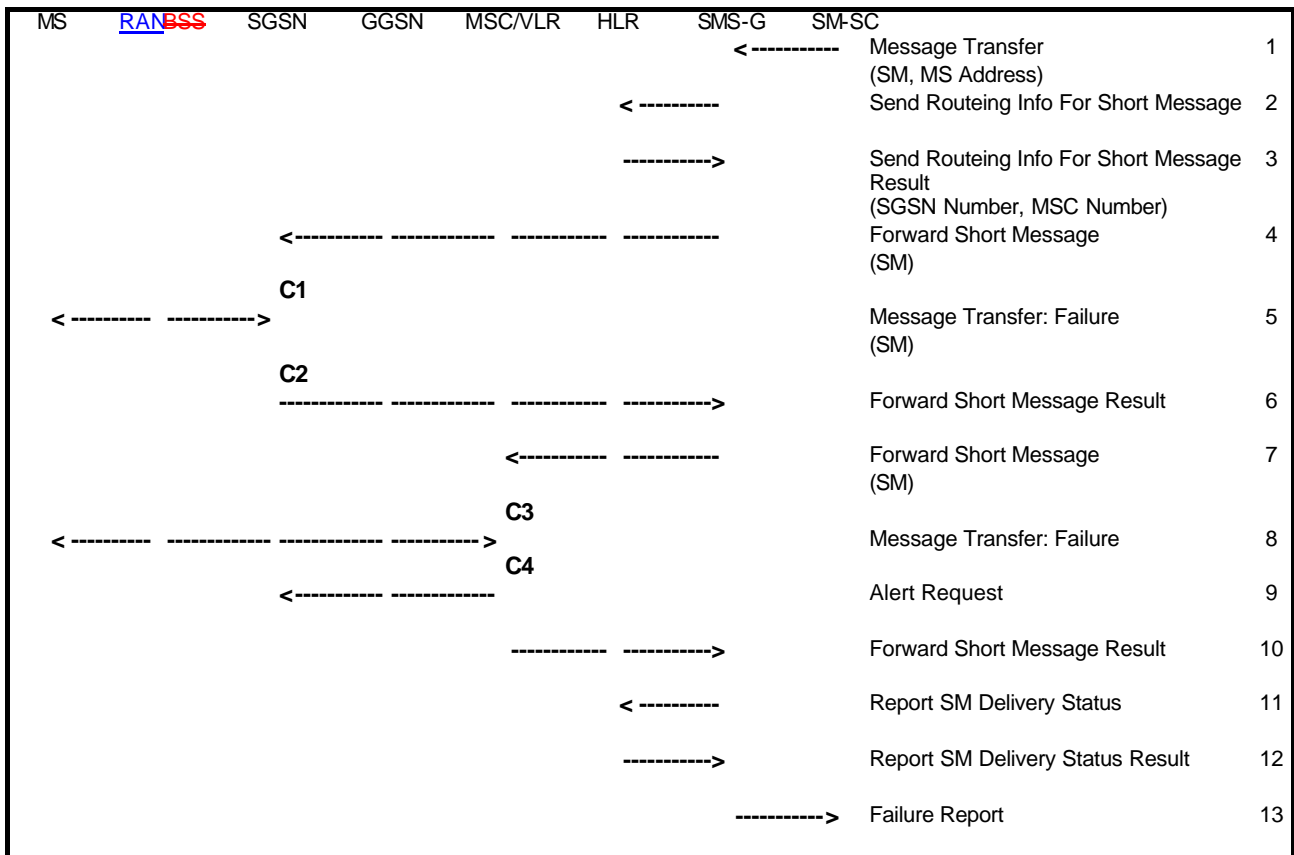 MS RANBSS SGSN GGSN MSC/VLR HLR SMS-G SM-SC
<----------- Message Transfer 1
(SM, MS Address)
<---------- Send Routeing Info For Short Message 2
-----------> Send Routeing Info For Short Message 3
Result
(SGSN Number, MSC Number)
<----------- ------------- ------------ ------------ Forward Short Message 4
(SM)
C1
<---------- -----------> Message Transfer: Failure 5
(SM)
C2
------------- ------------- ------------ -----------> Forward Short Message Result 6
<----------- ------------ Forward Short Message 7
(SM)
C3
<---------- ------------- ------------- -----------> Message Transfer: Failure 8
C4
<----------- ------------- Alert Request 9
------------ -----------> Forward Short Message Result 10
<---------- Report SM Delivery Status 11
-----------> Report SM Delivery Status Result 12
-----------> Failure Report 13